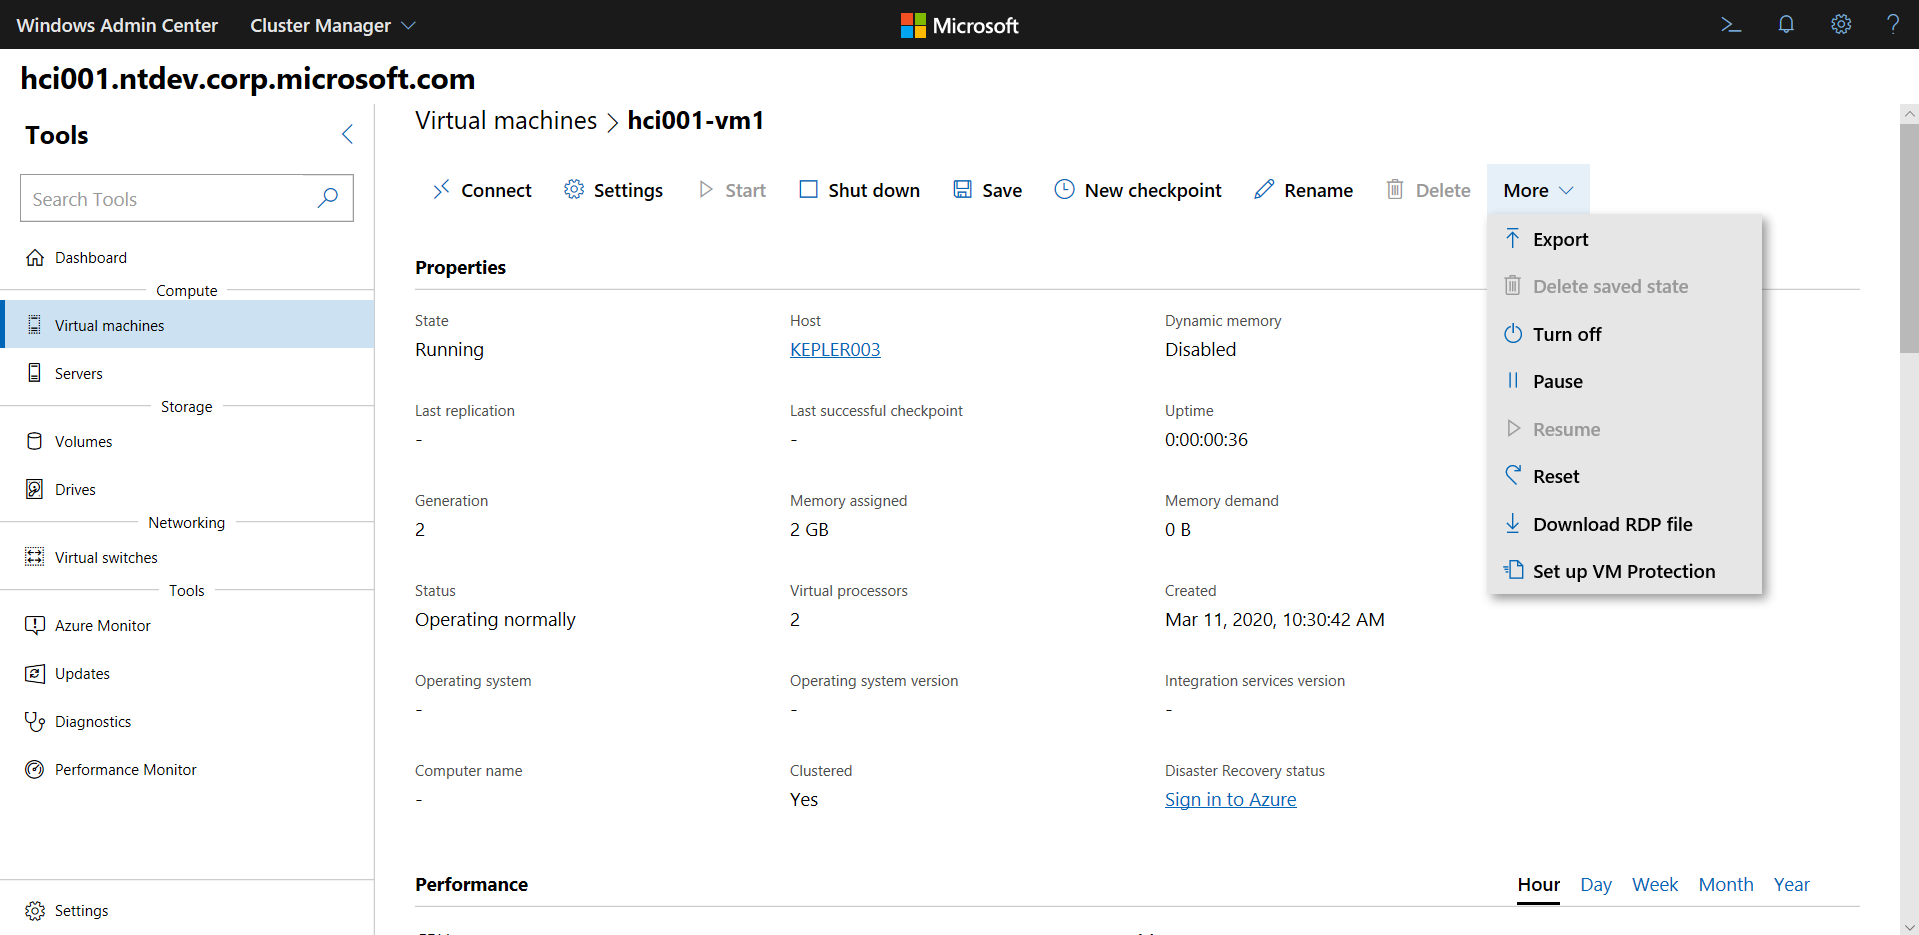 Windows Admin Center Cluster Manager Microsoft
hci001.ntdev.corp.microsoft.com
Tools
Search Tools
Dashboard
Compute
Virtual machines
Servers
Storage
Volumes
Drives
Networking
Virtual switches
Tools
Azure Monitor
Updates
Diagnostics
Performance Monitor
Settings
Virtual machines > hci001-vm1
Connect Settings Start Shut down Save New checkpoint Rename Delete More
Export
Delete saved state
Turn off
Pause
Resume
Reset
Download RDP file
Set up VM Protection
Properties
State Host Dynamic memory
Running KEPLER003 Disabled
Last replication Last successful checkpoint Uptime
- - 0:00:00:36
Generation Memory assigned Memory demand
2 2 GB 0 B
Status Virtual processors Created
Operating normally 2 Mar 11, 2020, 10:30:42 AM
Operating system Operating system version Integration services version
- - -
Computer name Clustered Disaster Recovery status
- Yes Sign in to Azure
Performance Hour Day Week Month Year